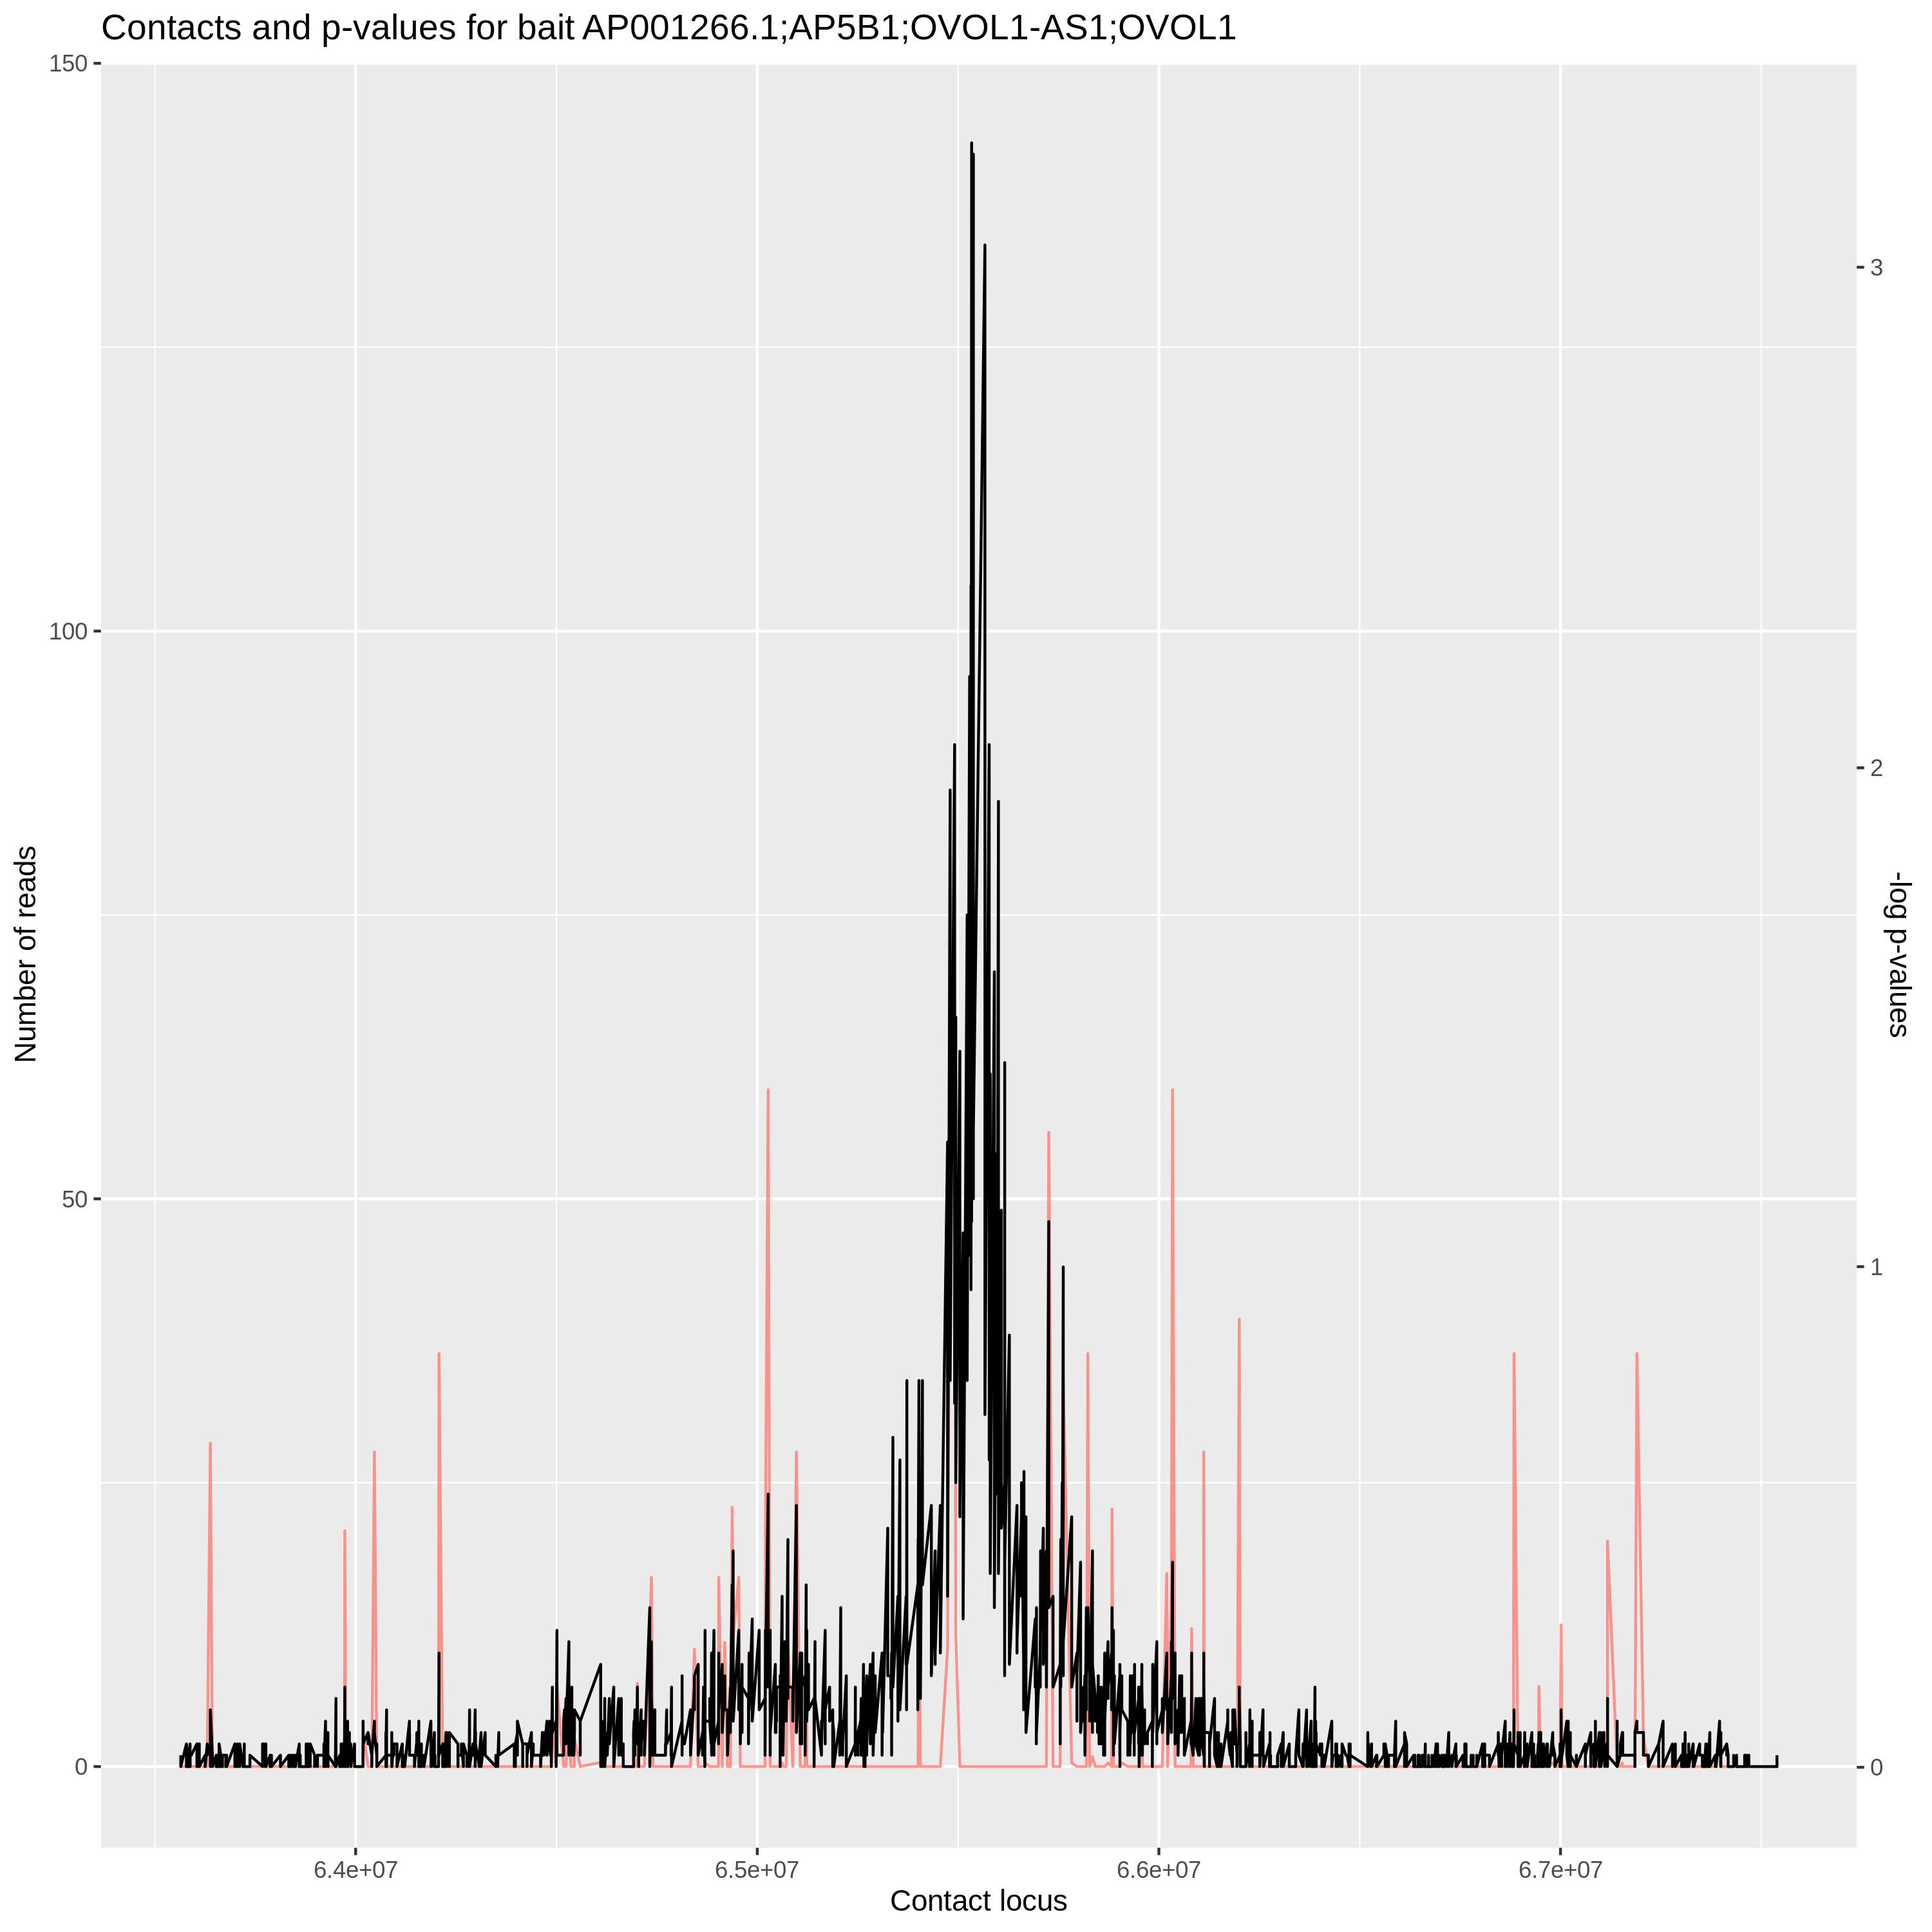 Contacts and p-values for bait AP001266.1;AP5B1;OVOL1-AS1;OVOL1
150
100
50
0
Number of reads
3
2
1
0
-log p-values
6.4e+07
6.5e+07
6.6e+07
6.7e+07
Contact locus